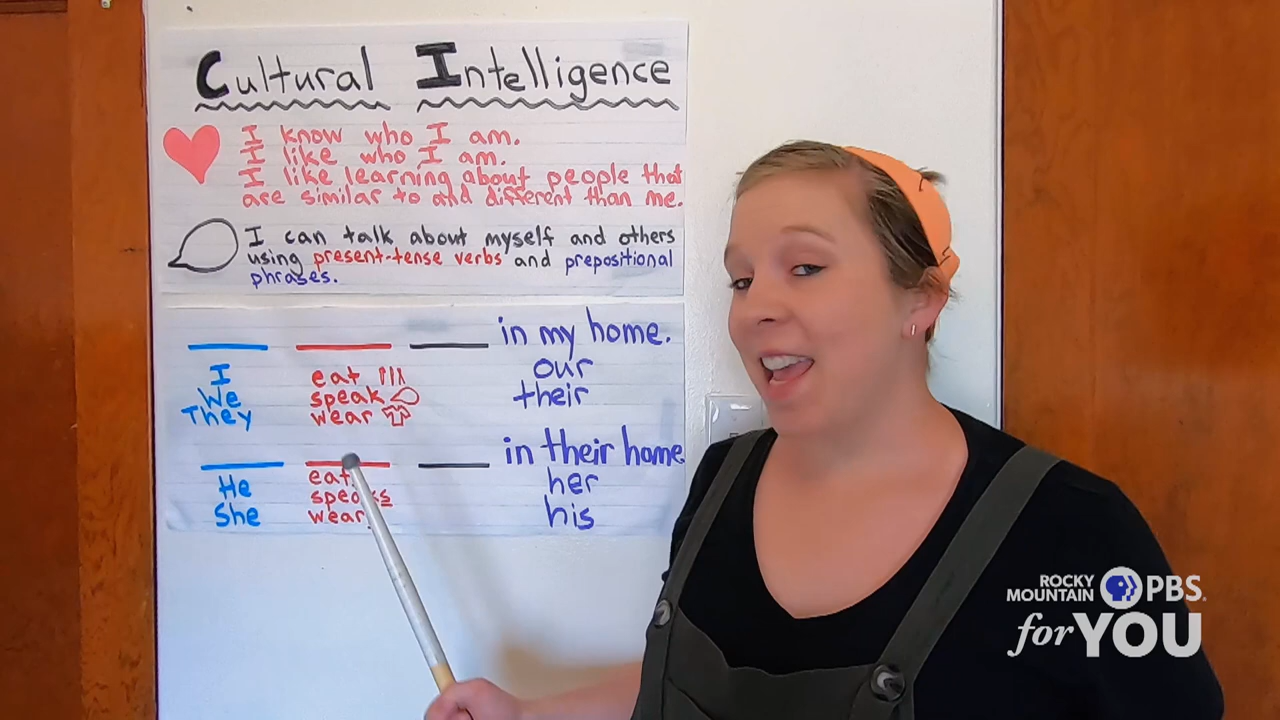 Cultural Intelligence
I know who I am.
I like who I am.
I like learning about people that
are similar to and different than me.
I can talk about myself and others
using present-tense verbs and prepositional
phrases.
in my home.
I eat our
We speak their
They wear
in their home
He eat her
She speaks his
wear
ROCKY
MOUNTAIN PBS.
for YOU